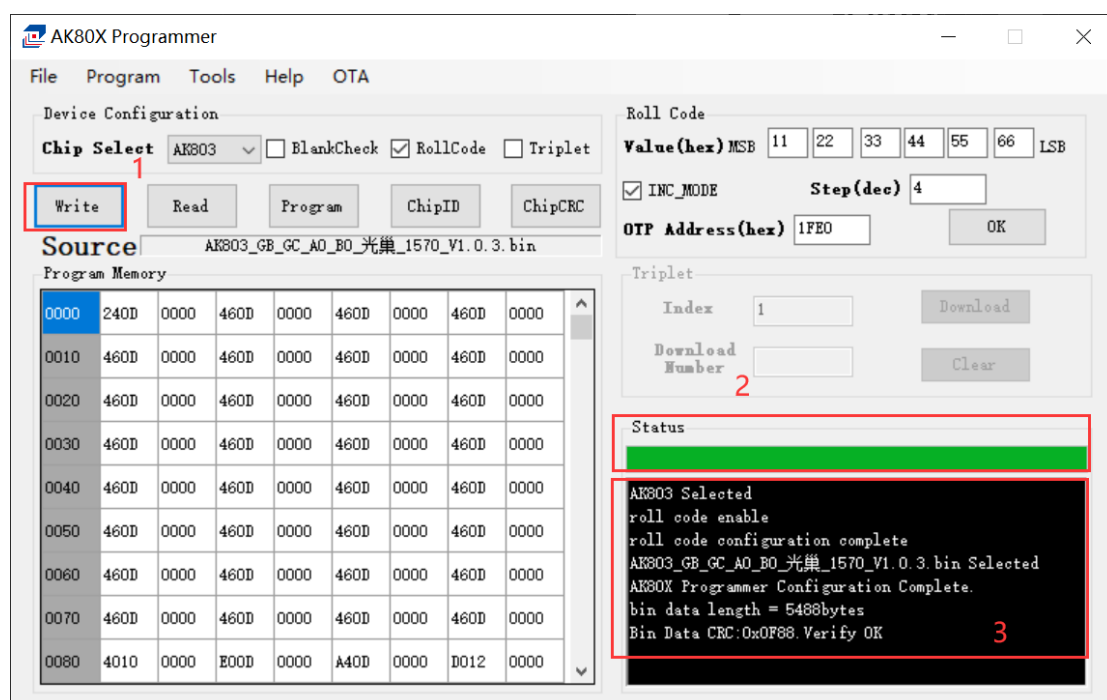 AK80X Programmer
File Program Tools Help OTA
Device Configuration
Chip Select AK803 BlankCheck RollCode Triplet
1
Write Read Program ChipID ChipCRC
Source AK803_GB_GC_A0_B0_光巢_1570_V1.0.3.bin
Program Memory
0000 240D 0000 460D 0000 460D 0000 460D 0000
0010 460D 0000 460D 0000 460D 0000 460D 0000
0020 460D 0000 460D 0000 460D 0000 460D 0000
0030 460D 0000 460D 0000 460D 0000 460D 0000
0040 460D 0000 460D 0000 460D 0000 460D 0000
0050 460D 0000 460D 0000 460D 0000 460D 0000
0060 460D 0000 460D 0000 460D 0000 460D 0000
0070 460D 0000 460D 0000 460D 0000 460D 0000
0080 4010 0000 E00D 0000 A40D 0000 D012 0000
Roll Code
Value(hex) MSB 11 22 33 44 55 66 LSB
INC_MODE Step(dec) 4
OTP Address(hex) 1FE0 OK
Triplet
Index 1 Download
Download
Number Clear
2
Status
AK803 Selected
roll code enable
roll code configuration complete
AK803_GB_GC_A0_B0_光巢_1570_V1.0.3.bin Selected
AK80X Programmer Configuration Complete.
bin data length = 5488bytes
Bin Data CRC:0x0F88.Verify OK
3